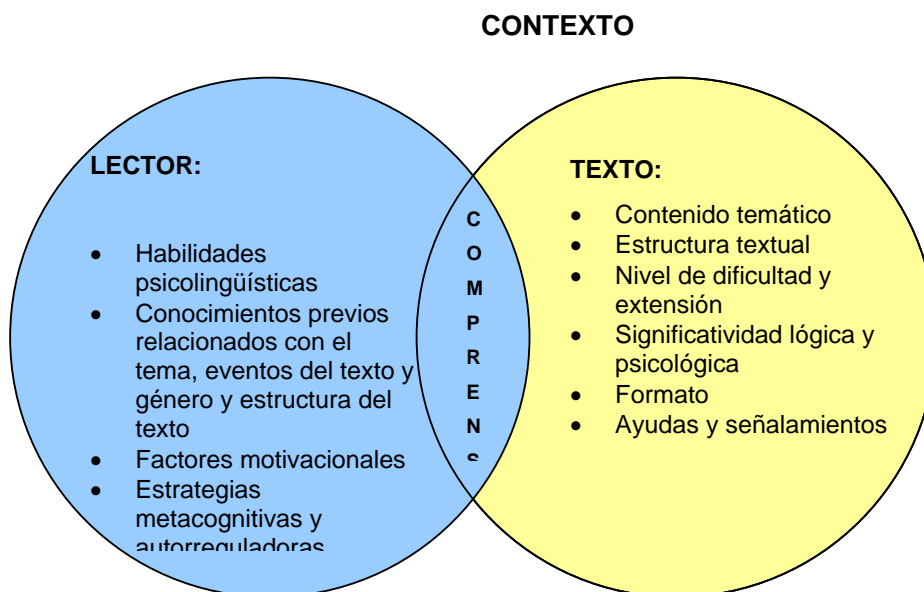 CONTEXTO
LECTOR:
• Habilidades
psicolingüísticas
• Conocimientos previos
relacionados con el
tema, eventos del texto y
género y estructura del
texto
• Factores motivacionales
• Estrategias
metacognitivas y
autorreguladoras
C
O
M
P
R
E
N
S
TEXTO:
• Contenido temático
• Estructura textual
• Nivel de dificultad y
extensión
• Significatividad lógica y
psicológica
• Formato
• Ayudas y señalamientos